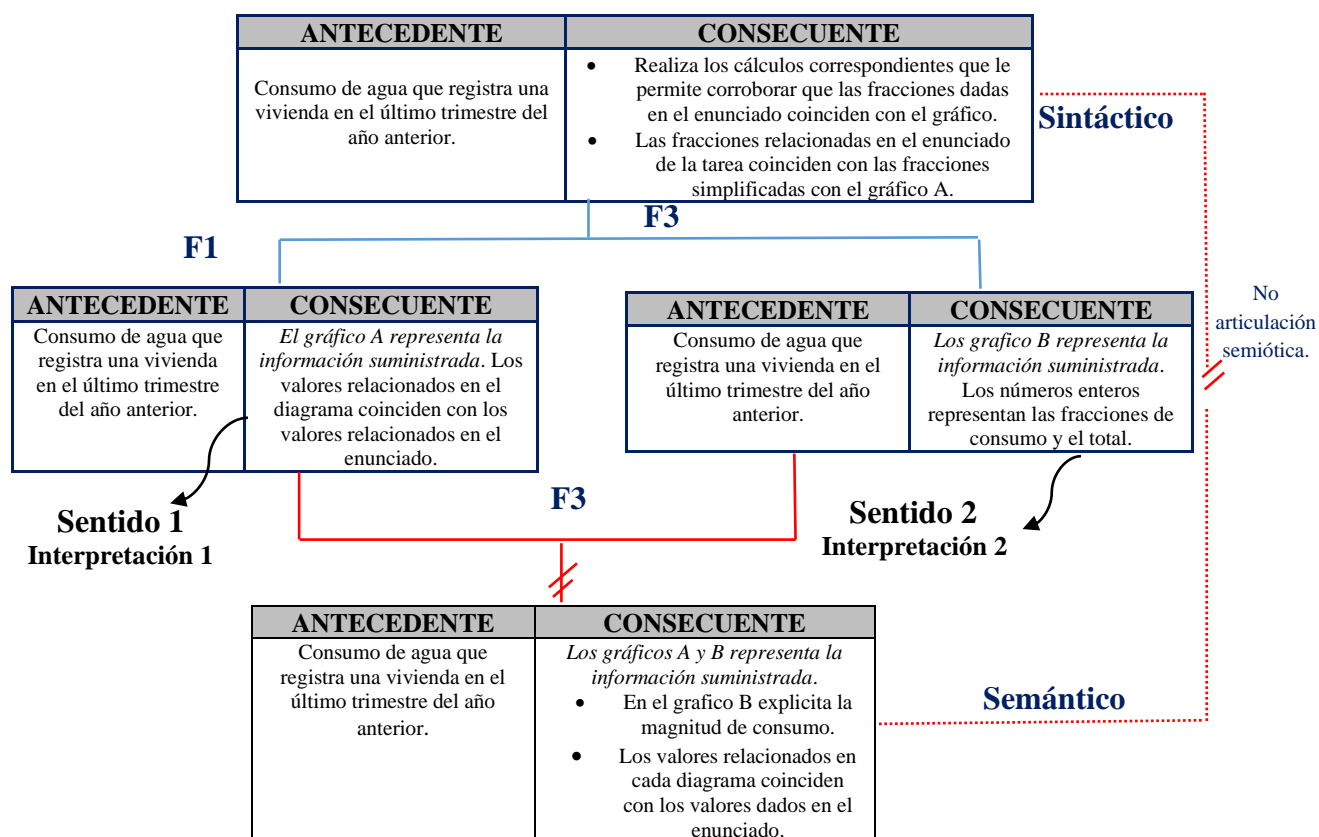 ANTECEDENTE
CONSECUENTE
Consumo de agua que registra una
vivienda en el último trimestre del
año anterior.
• Realiza los cálculos correspondientes que le
permite corroborar que las fracciones dadas
en el enunciado coinciden con el gráfico.
• Las fracciones relacionadas en el enunciado
de la tarea coinciden con las fracciones
simplificadas con el gráfico A.
Sintáctico
F3
F1
ANTECEDENTE
CONSECUENTE
Consumo de agua que
registra una vivienda
en el último trimestre
del año anterior.
El gráfico A representa la
información suministrada. Los
valores relacionados en el
diagrama coinciden con los
valores relacionados en el
enunciado.
ANTECEDENTE
CONSECUENTE
Consumo de agua que
registra una vivienda en el
último trimestre del año
anterior.
Los grafico B representa la
información suministrada.
Los números enteros
representan las fracciones de
consumo y el total.
No
articulación
semiótica.
Sentido 1
Interpretación 1
F3
Sentido 2
Interpretación 2
ANTECEDENTE
CONSECUENTE
Consumo de agua que
registra una vivienda en el
último trimestre del año
anterior.
Los gráficos A y B representa la
información suministrada.
• En el grafico B explicita la
magnitud de consumo.
• Los valores relacionados en
cada diagrama coinciden
con los valores dados en el
enunciado.
Semántico